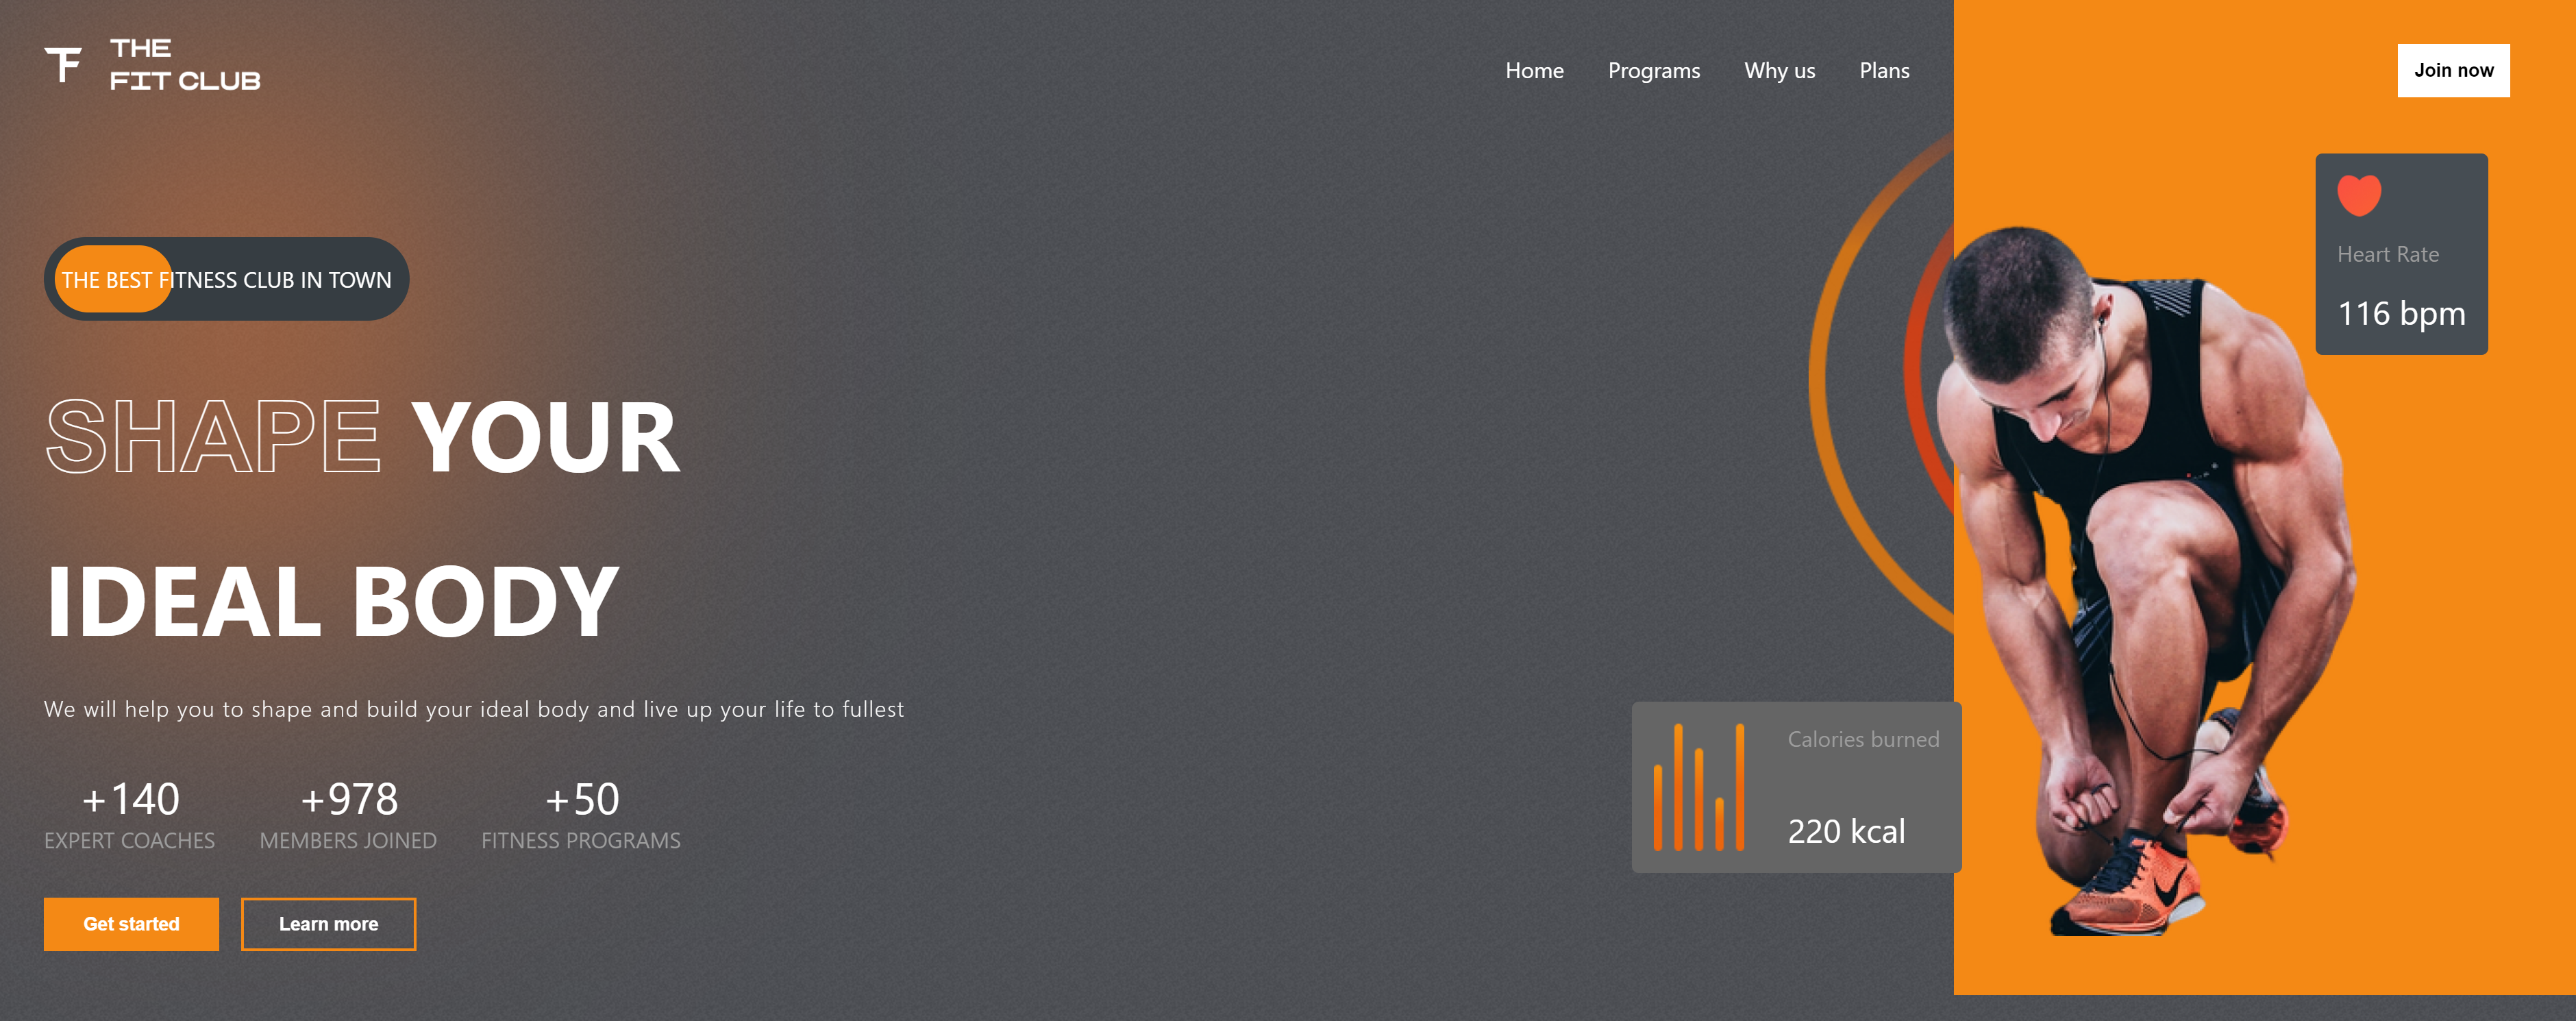 THE
FIT CLUB
Home
Programs
Why us
Plans
Join now
THE BEST FITNESS CLUB IN TOWN
SHAPE YOUR
IDEAL BODY
We will help you to shape and build your ideal body and live up your life to fullest
+140
EXPERT COACHES
+978
MEMBERS JOINED
+50
FITNESS PROGRAMS
Get started
Learn more
Heart Rate
116 bpm
Calories burned
220 kcal